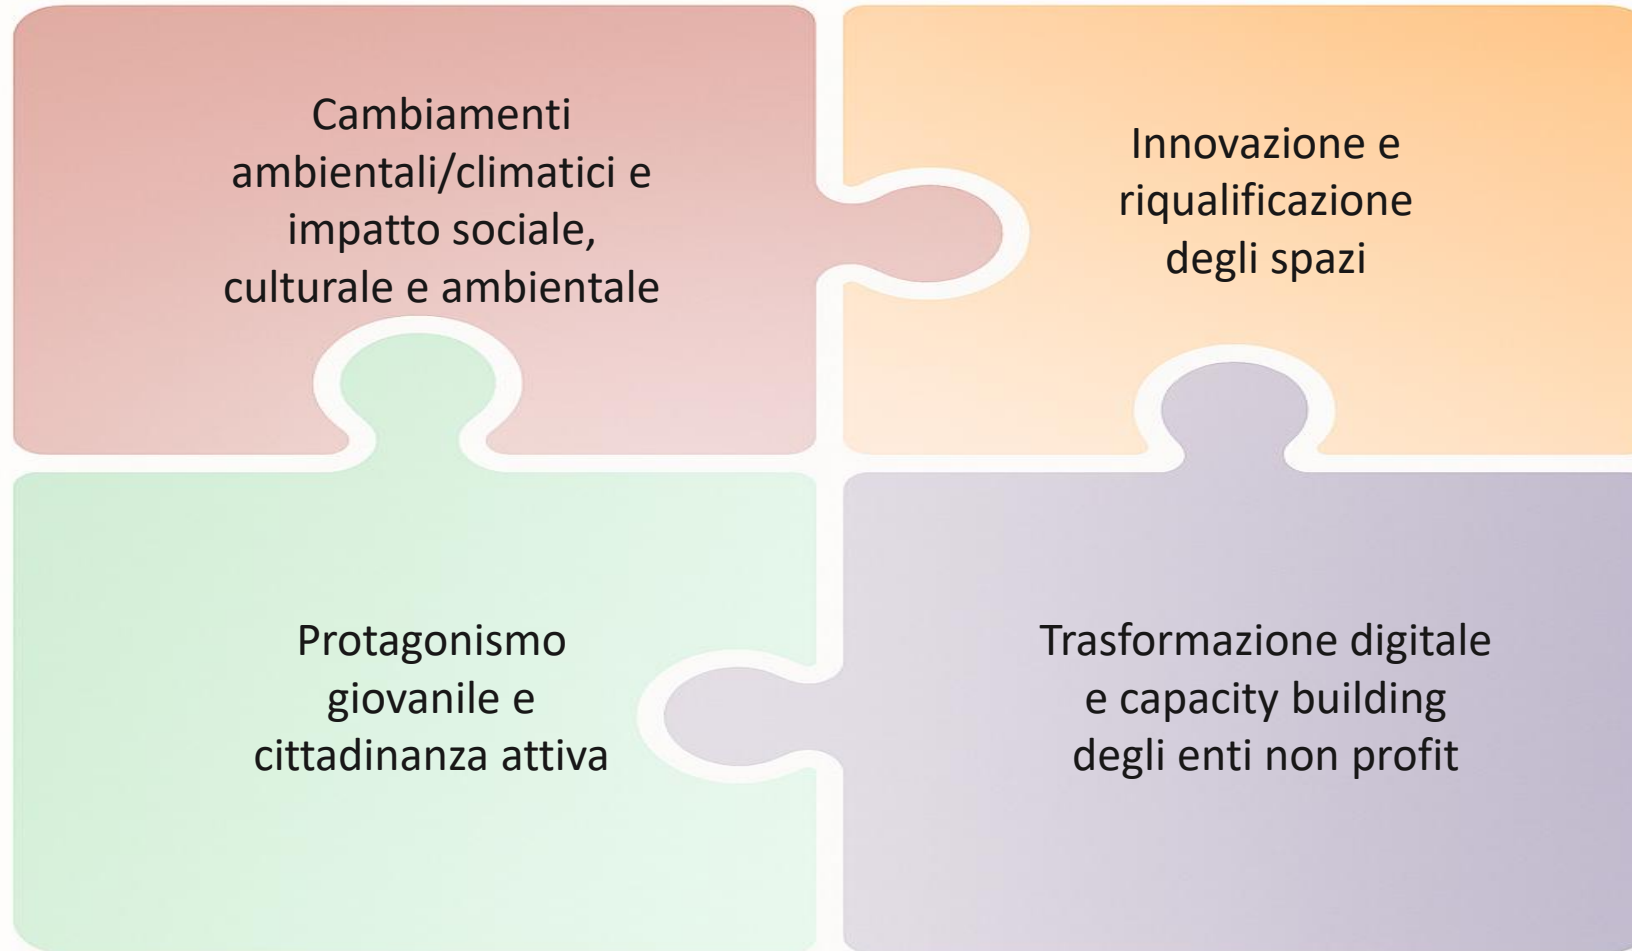 Cambiamenti
ambientali/climatici e
impatto sociale,
culturale e ambientale
Innovazione e
riqualificazione
degli spazi
Protagonismo
giovanile e
cittadinanza attiva
Trasformazione digitale
e capacity building
degli enti non profit